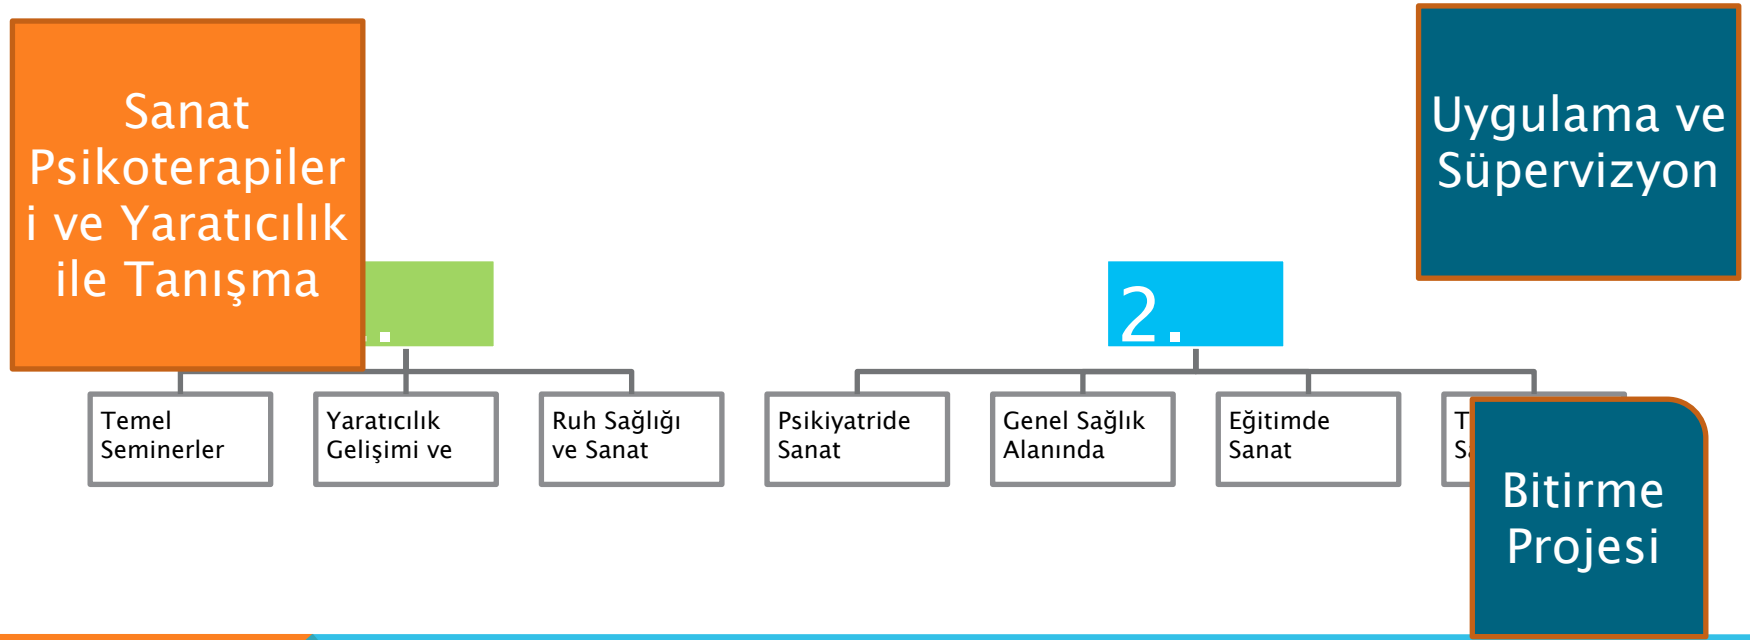 Sanat
Psikoterapiler
i ve Yaratıcılık
ile Tanışma
Uygulama ve
Süpervizyon
2.
Temel
Seminerler
Yaratıcılık
Gelişimi ve
Ruh Sağlığı
ve Sanat
Psikiyatride
Sanat
Genel Sağlık
Alanında
Eğitimde
Sanat
Bitirme
Projesi